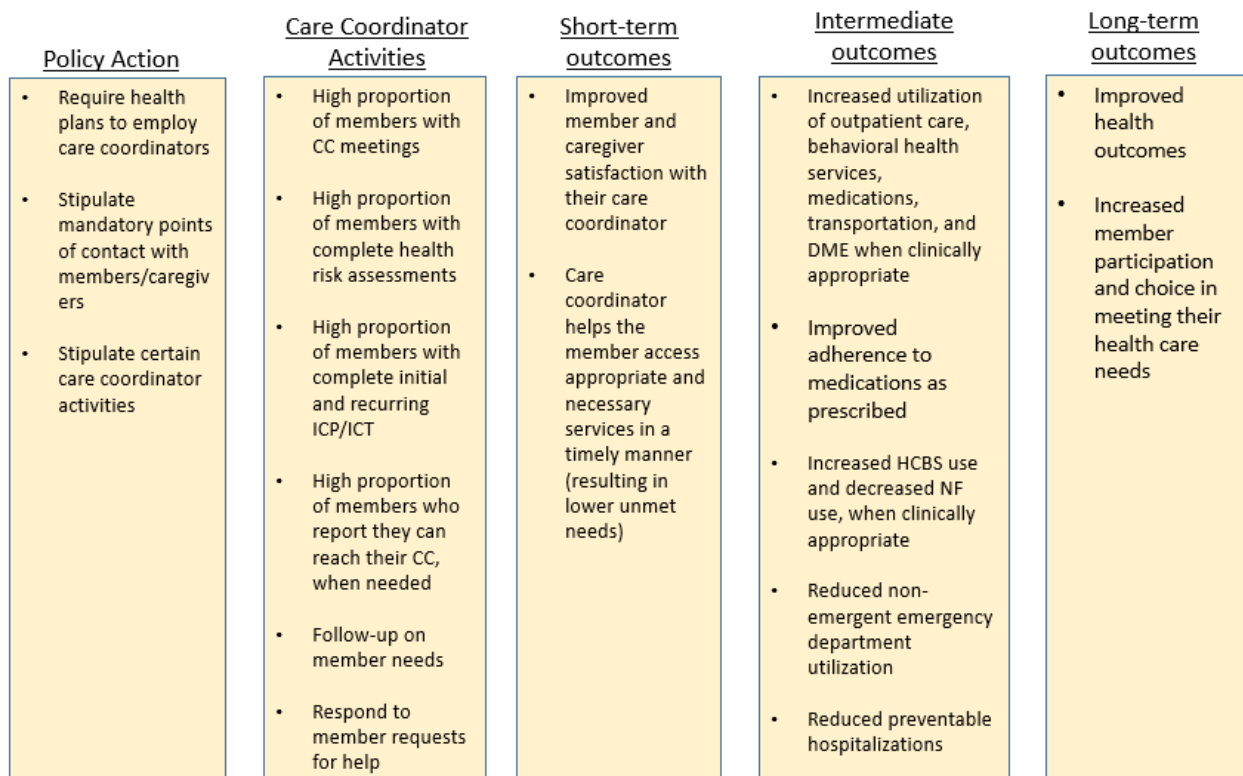 Policy Action
• Require health
plans to employ
care coordinators
• Stipulate
mandatory points
of contact with
members/caregiv
ers
• Stipulate certain
care coordinator
activities
Care Coordinator
Activities
• High proportion
of members with
CC meetings
• High proportion
of members with
complete health
risk assessments
• High proportion
of members with
complete initial
and recurring
ICP/ICT
• High proportion
of members who
report they can
reach their CC,
when needed
• Follow-up on
member needs
• Respond to
member requests
for help
Short-term
outcomes
• Improved
member and
caregiver
satisfaction with
their care
coordinator
• Care
coordinator
helps the
member access
appropriate and
necessary
services in a
timely manner
(resulting in
lower unmet
needs)
Intermediate
outcomes
• Increased utilization
of outpatient care,
behavioral health
services,
medications,
transportation, and
DME when clinically
appropriate
• Improved
adherence to
medications as
prescribed
• Increased HCBS use
and decreased NF
use, when clinically
appropriate
• Reduced non-
emergent emergency
department
utilization
• Reduced preventable
hospitalizations
Long-term
outcomes
• Improved
health
outcomes
• Increased
member
participation
and choice in
meeting their
health care
needs